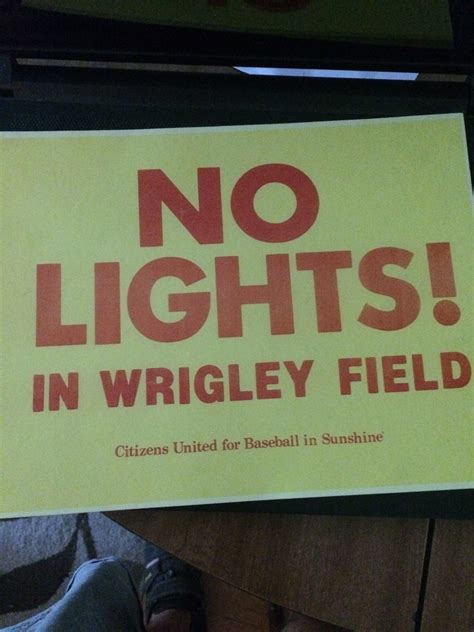 NO
LIGHTS!
IN WRIGLEY FIELD
Citizens United for Baseball in Sunshine